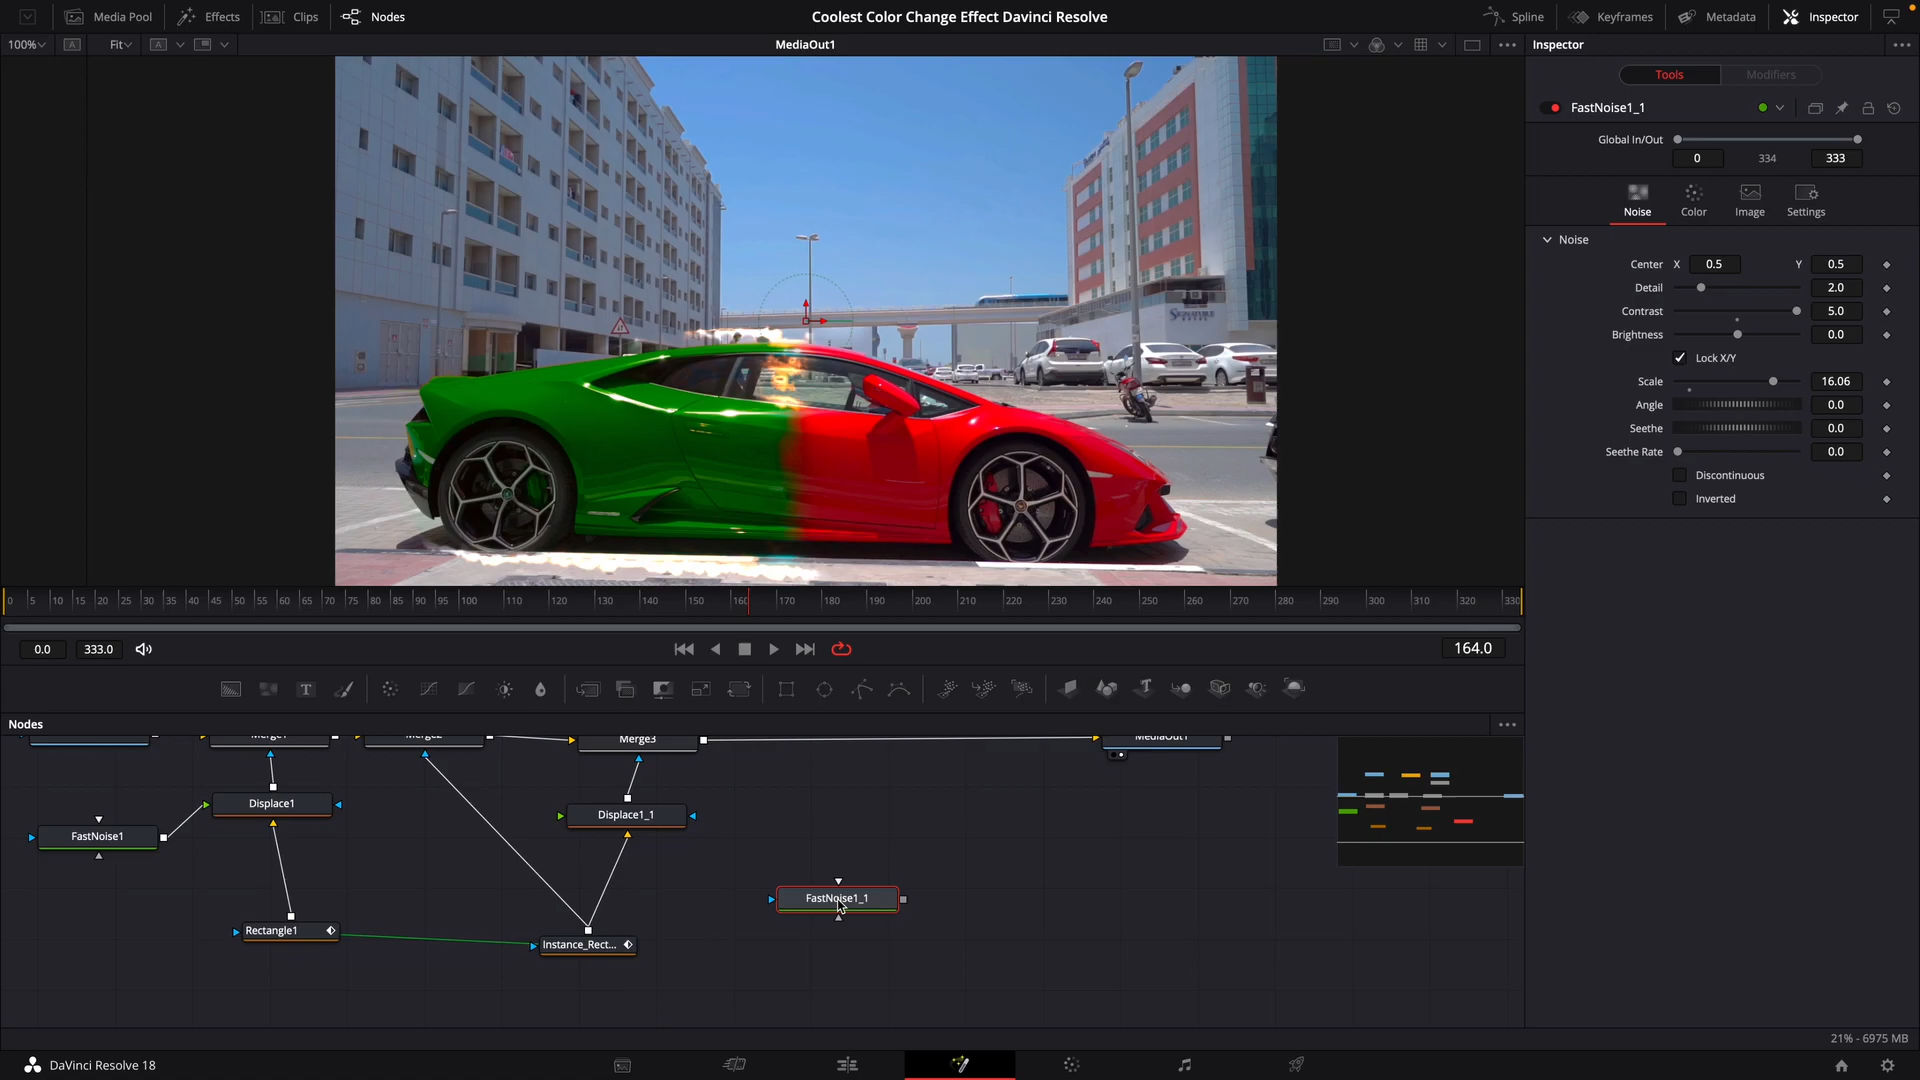 Media Pool
Effects
Clips
Nodes
Coolest Color Change Effect Davinci Resolve
Spline
Keyframes
Metadata
Inspector
100%
Fit
MediaOut1
Inspector
Tools
Modifiers
FastNoise1_1
Global In/Out
0
334
333
Noise
Color
Image
Settings
Noise
Center X 0.5 Y 0.5
Detail 2.0
Contrast 5.0
Brightness 0.0
Lock X/Y
Scale 16.06
Angle 0.0
Seethe 0.0
Seethe Rate 0.0
Discontinuous
Inverted
SIGNATURE
0 5 10 15 20 25 30 35 40 45 50 55 60 65 70 75 80 85 90 95 100 110 120 130 140 150 160 170 180 190 200 210 220 230 240 250 260 270 280 290 300 310 320 330
0.0
333.0
164.0
Nodes
Merge1
Merge2
Merge3
MediaOut1
Displace1
Displace1_1
FastNoise1
FastNoise1_1
Rectangle1
Instance_Rect...
21% - 6975 MB
DaVinci Resolve 18